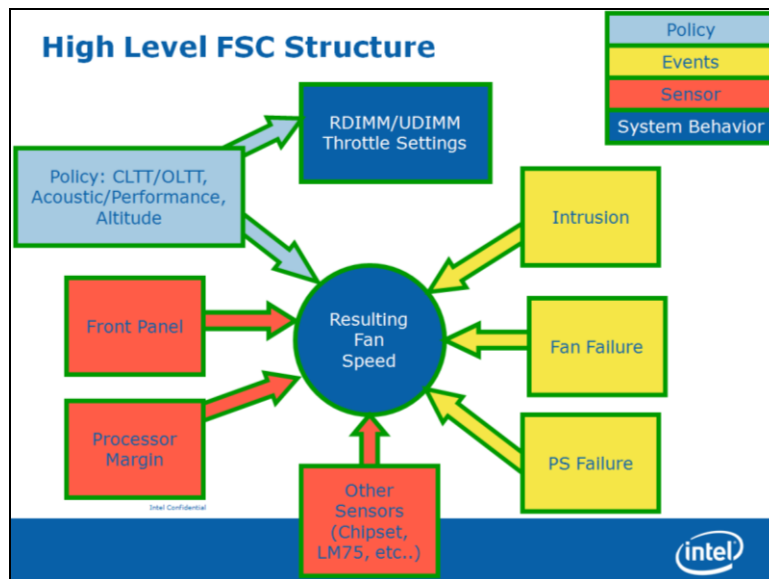 High Level FSC Structure
Policy
Events
Sensor
System Behavior
RDIMM/UDIMM
Throttle Settings
Policy: CLTT/OLTT,
Acoustic/Performance,
Altitude
Intrusion
Front Panel
Resulting
Fan
Speed
Fan Failure
Processor
Margin
PS Failure
Other
Sensors
(Chipset,
LM75, etc..)
Intel Confidential
intel